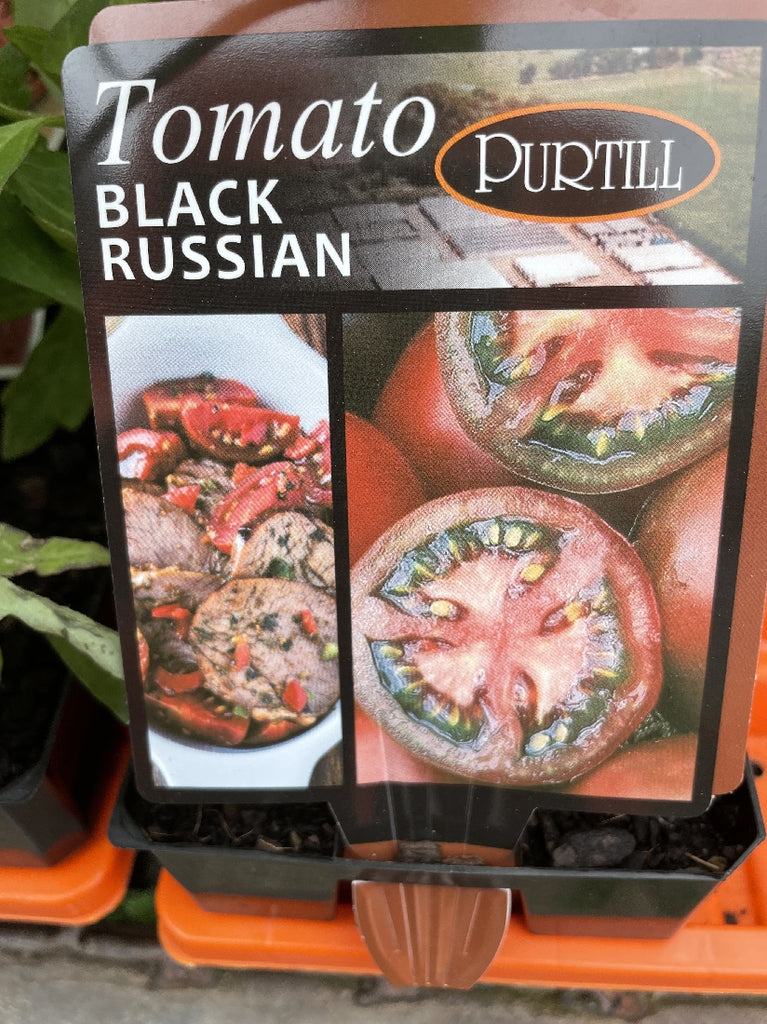 Tomato
PURTILL
BLACK
RUSSIAN